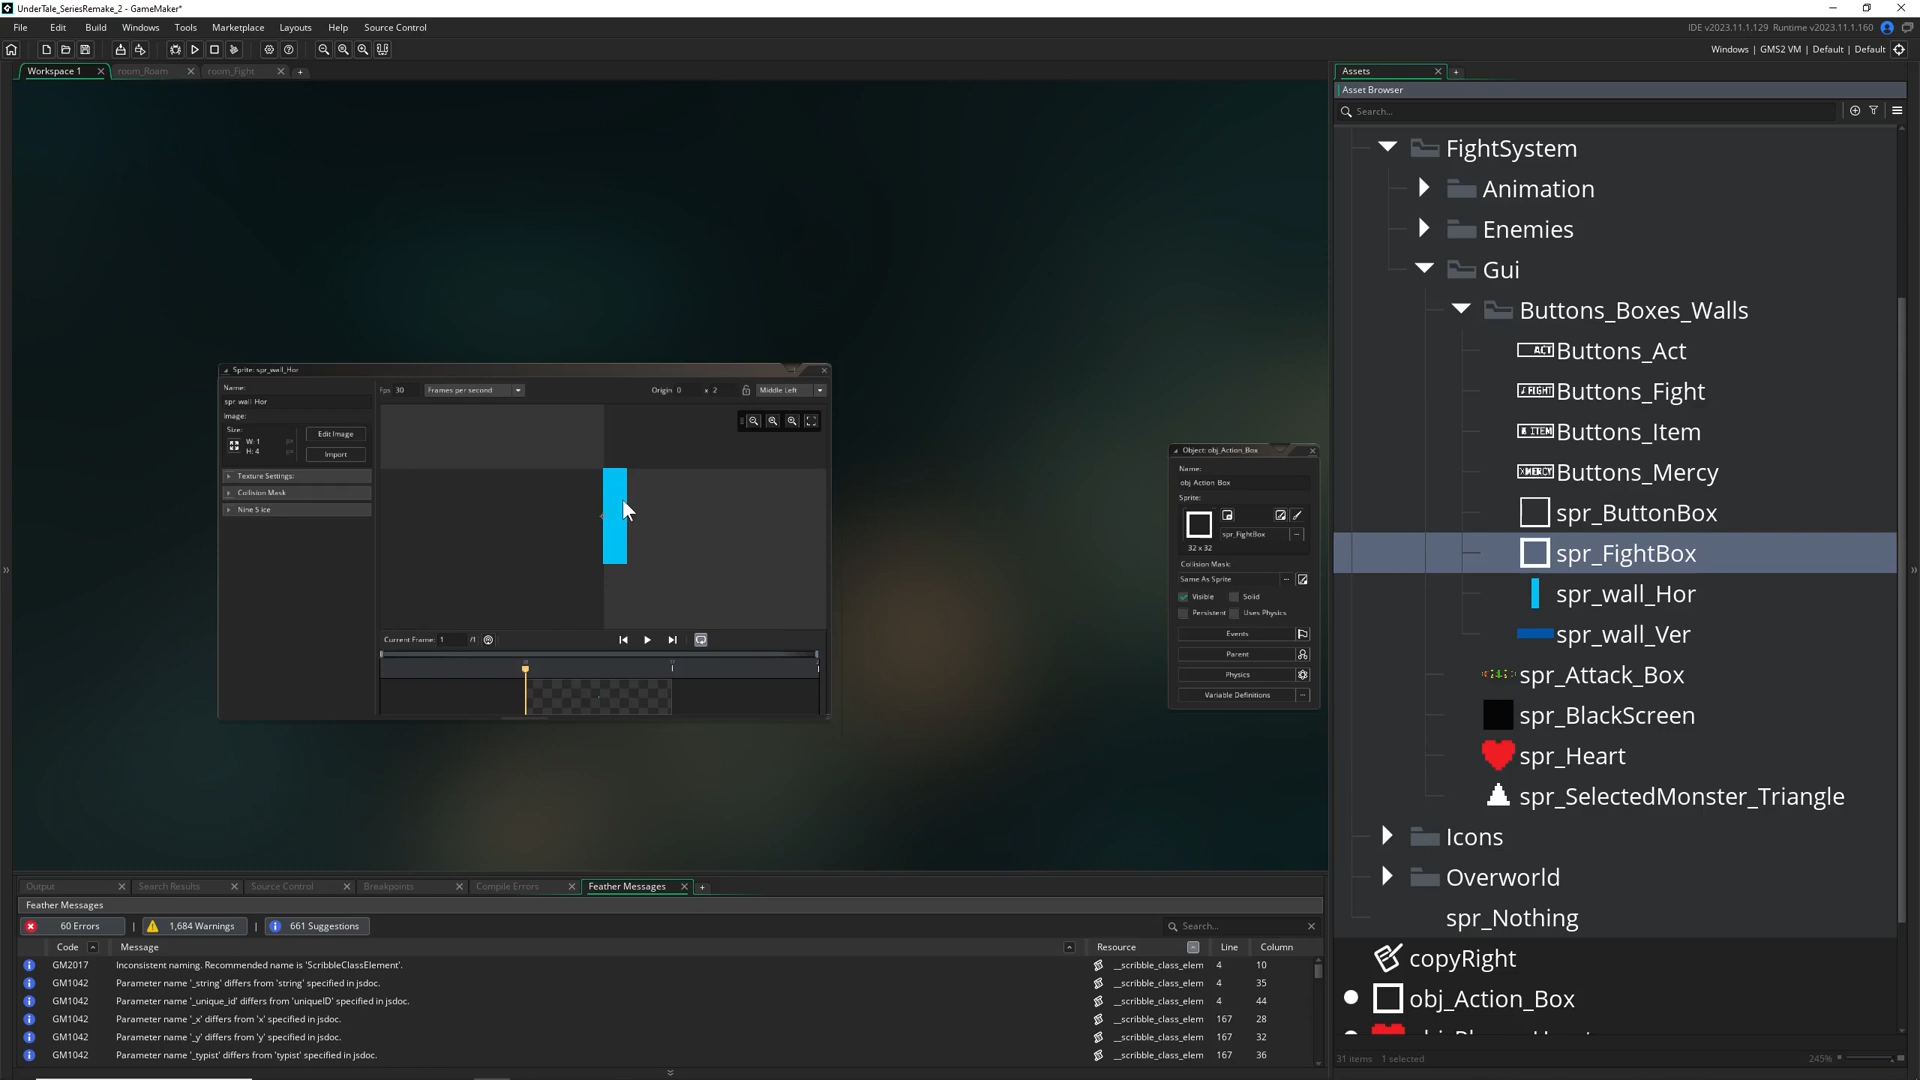 UnderTale_SeriesRemake_2 - GameMaker*
File Edit Build Windows Tools Marketplace Layouts Help Source Control
IDE v2023.11.1.129 Runtime v2023.11.1.160
Windows | GMS2 VM | Default | Default
Workspace 1 room_Roam room_Fight
Assets
Asset Browser
Search...
FightSystem
Animation
Enemies
Gui
Buttons_Boxes_Walls
ACT Buttons_Act
FIGHT Buttons_Fight
ITEM Buttons_Item
MERCY Buttons_Mercy
spr_ButtonBox
spr_FightBox
spr_wall_Hor
spr_wall_Ver
spr_Attack_Box
spr_BlackScreen
spr_Heart
spr_SelectedMonster_Triangle
Icons
Overworld
spr_Nothing
copyRight
obj_Action_Box
31 items 1 selected
245%
Sprite: spr_wall_Hor
Name:
spr wall Hor
Image:
Size:
W: 1
H: 4
Edit Image
Import
Texture Settings:
Collision Mask
Nine Slice
Fps 30 Frames per second
Origin 0 x 2 Middle Left
Current Frame: 1 /1
Object: obj_Action_Box
Name:
obj Action Box
Sprite:
spr_FightBox
32 x 32
Collision Mask:
Same As Sprite
Visible Solid
Persistent Uses Physics
Events
Parent
Physics
Variable Definitions
Output Search Results Source Control Breakpoints Compile Errors Feather Messages
Feather Messages
60 Errors | 1,684 Warnings | 661 Suggestions
Search...
Code Message Resource Line Column
GM2017 Inconsistent naming. Recommended name is 'ScribbleClassElement'. __scribble_class_elem 4 10
GM1042 Parameter name '_string' differs from 'string' specified in jsdoc. __scribble_class_elem 4 35
GM1042 Parameter name '_unique_id' differs from 'uniqueID' specified in jsdoc. __scribble_class_elem 4 44
GM1042 Parameter name '_x' differs from 'x' specified in jsdoc. __scribble_class_elem 167 28
GM1042 Parameter name '_y' differs from 'y' specified in jsdoc. __scribble_class_elem 167 32
GM1042 Parameter name '_typist' differs from 'typist' specified in jsdoc. __scribble_class_elem 167 36